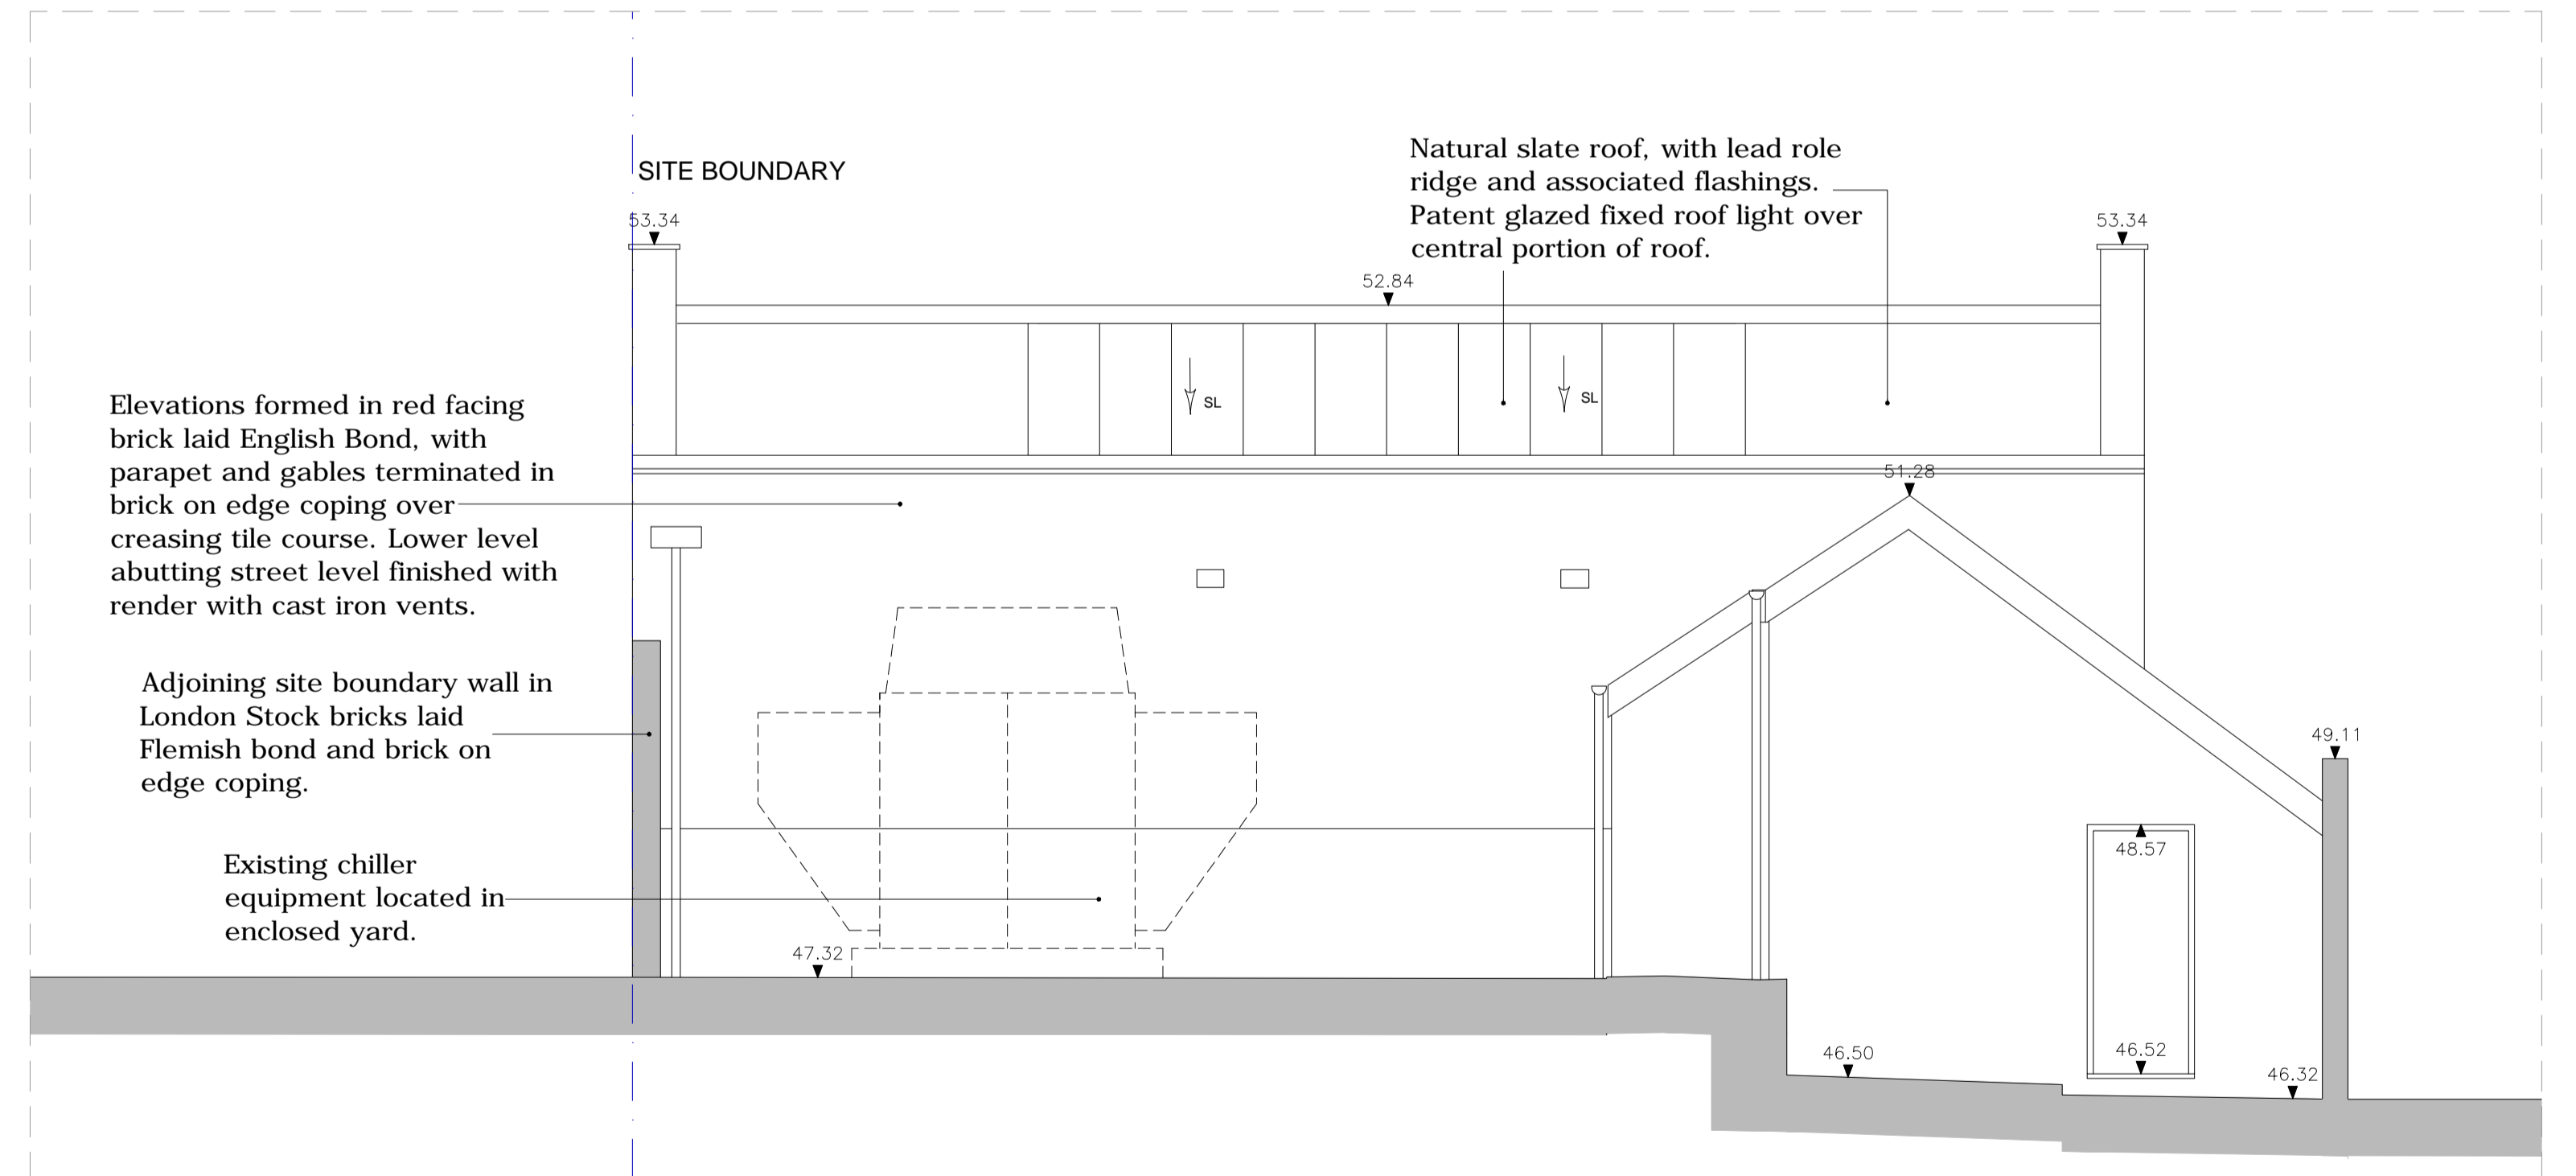 SITE BOUNDARY
Natural slate roof, with lead role
ridge and associated flashings.
Patent glazed fixed roof light over
central portion of roof.
53.34
53.34
52.84
SL
SL
Elevations formed in red facing
brick laid English Bond, with
parapet and gables terminated in
brick on edge coping over
creasing tile course. Lower level
abutting street level finished with
render with cast iron vents.
51.28
Adjoining site boundary wall in
London Stock bricks laid
Flemish bond and brick on
edge coping.
49.11
48.57
Existing chiller
equipment located in
enclosed yard.
47.32
46.50
46.52
46.32